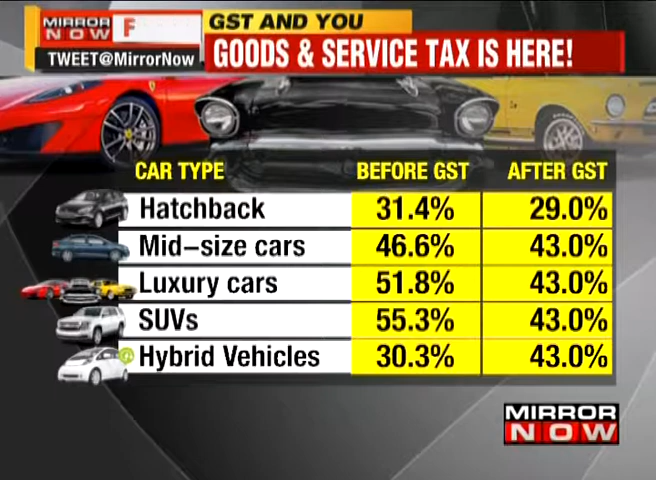 MIRROR NOW
F
TWEET@MirrorNow
GST AND YOU
GOODS & SERVICE TAX IS HERE!
CAR TYPE BEFORE GST AFTER GST
Hatchback 31.4% 29.0%
Mid-size cars 46.6% 43.0%
Luxury cars 51.8% 43.0%
SUVs 55.3% 43.0%
Hybrid Vehicles 30.3% 43.0%
MIRROR
NOW